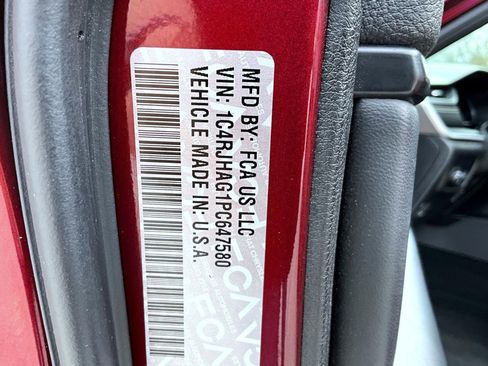 MFD BY: FCA US LLC
VIN: 1C4RJHAG1PC647580
VEHICLE MADE IN: U.S.A.